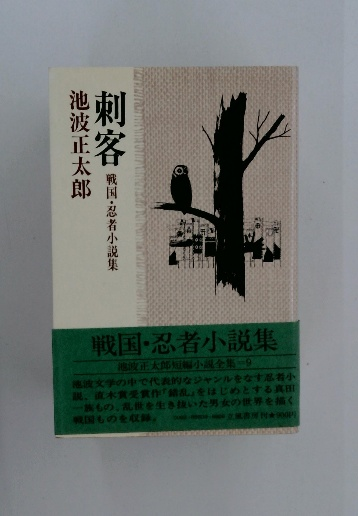 刺客
戦国・忍者小説集
池波正太郎
戦国・忍者小説集
池波正太郎短編小説全集―9
池波文学の中で代表的なジャンルをなす忍者小
説。直木賞受賞作「錯乱」をはじめとする真田
一族もの、乱世を生き抜いた男女の世界を描く
戦国ものを収録。
立風書房刊